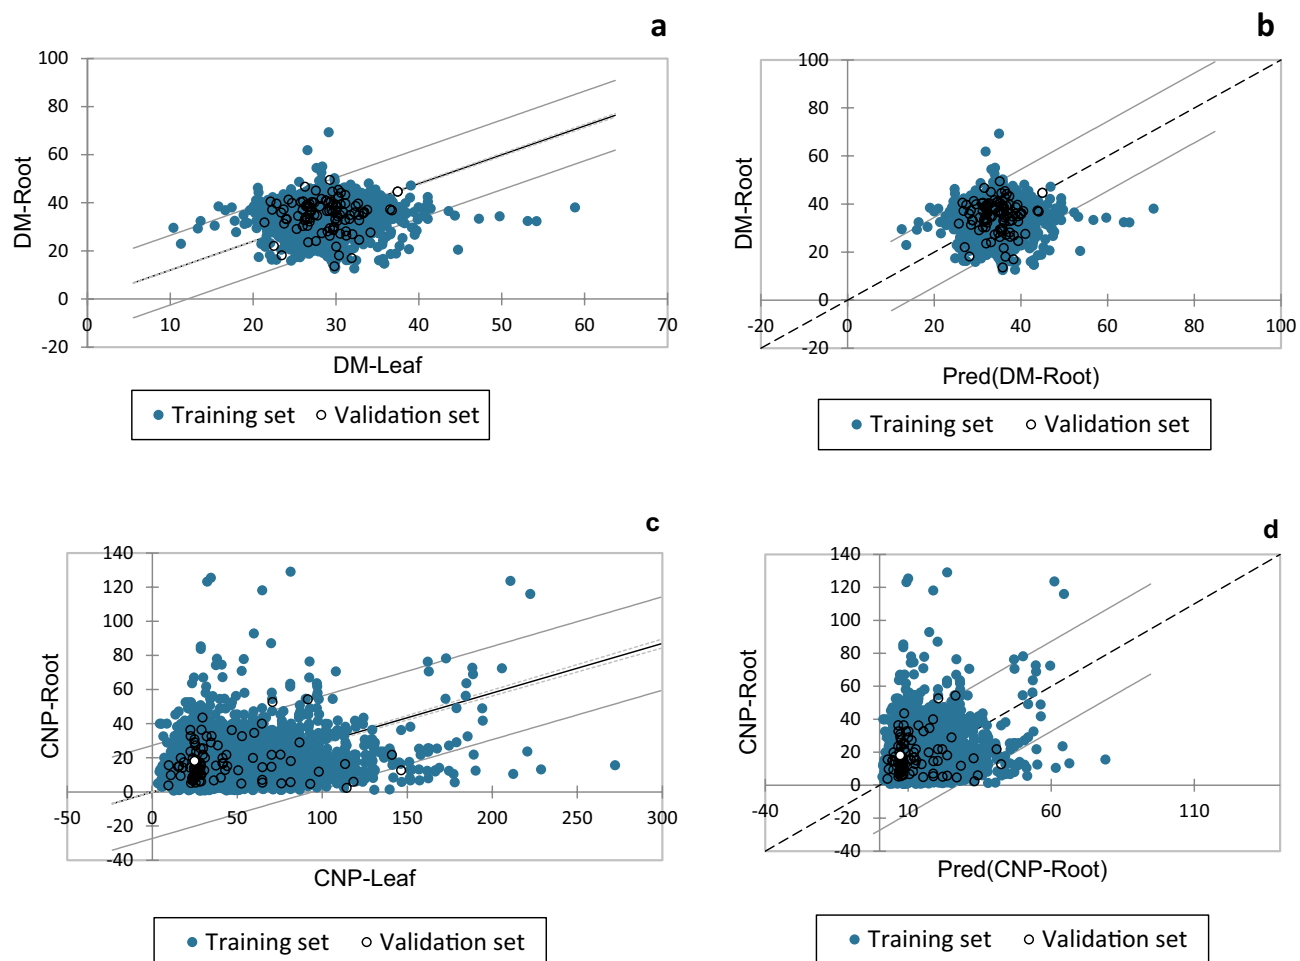 a
100
80
60
40
20
0
-20
0 10 20 30 40 50 60 70
DM-Root
DM-Leaf
Training set Validation set
b
100
80
60
40
20
0
-20
-20 0 20 40 60 80 100
DM-Root
Pred(DM-Root)
Training set Validation set
c
140
120
100
80
60
40
20
0
-20
-40
-50 0 50 100 150 200 250 300
CNP-Root
CNP-Leaf
Training set Validation set
d
140
120
100
80
60
40
20
0
-20
-40
-40 10 60 110
CNP-Root
Pred(CNP-Root)
Training set Validation set